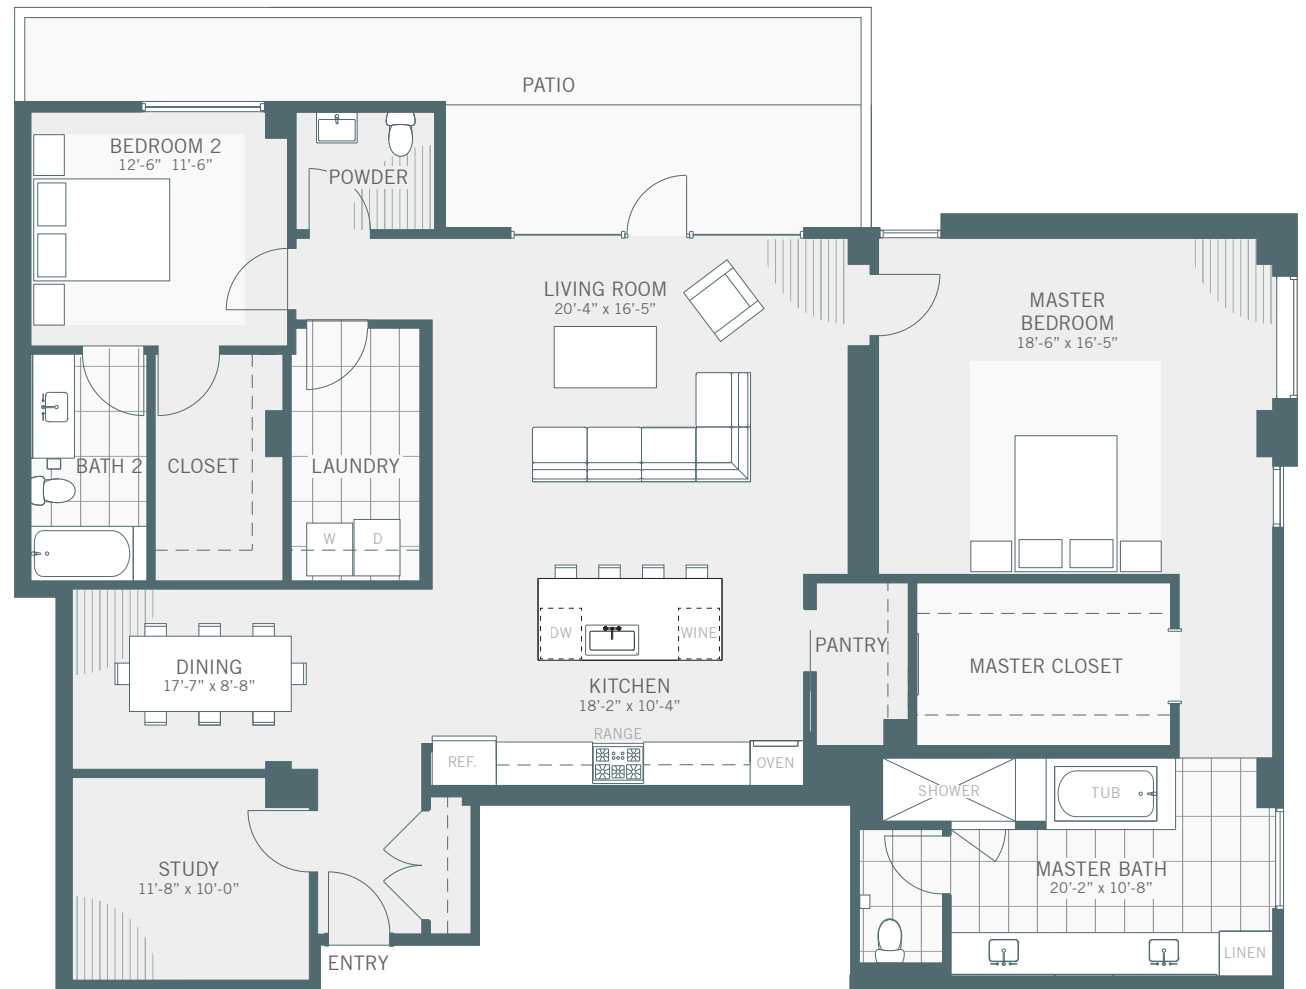 PATIO
BEDROOM 2
12’-6” 11’-6”
POWDER
LIVING ROOM
20’-4” x 16’-5”
MASTER
BEDROOM
18’-6” x 16’-5”
BATH 2
CLOSET
LAUNDRY
W
D
DW
WINE
PANTRY
DINING
17’-7” x 8’-8”
MASTER CLOSET
KITCHEN
18’-2” x 10’-4”
RANGE
REF.
OVEN
SHOWER
TUB
STUDY
11’-8” x 10’-0”
MASTER BATH
20’-2” x 10’-8”
LINEN
ENTRY